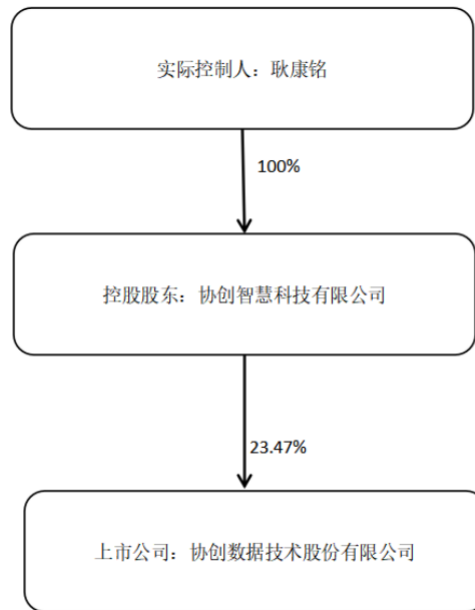 实际控制人：耿康铭
100%
控股股东：协创智慧科技有限公司
23.47%
上市公司：协创数据技术股份有限公司